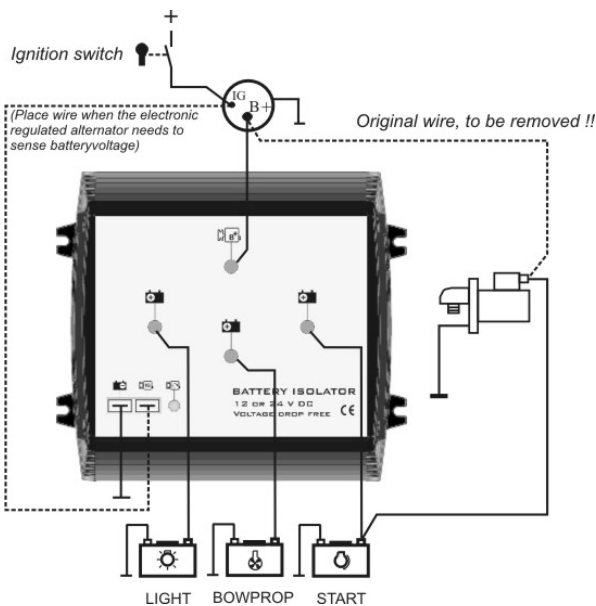 +
Ignition switch
IG
B+
(Place wire when the electronic
regulated alternator needs to
sense batteryvoltage)
Original wire, to be removed !!
B+
BATTERY ISOLATOR
12 OR 24 V DC
VOLTAGE DROP FREE CE
LIGHT BOWPROP START